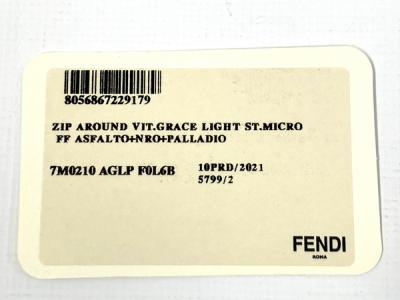 8056867229179
ZIP AROUND VIT.GRACE LIGHT ST.MICRO
FF ASFALTO+NRO+PALLADIO
7M0210 AGLP F0L6B
10PRD/2021
5799/2
FENDI
ROMA